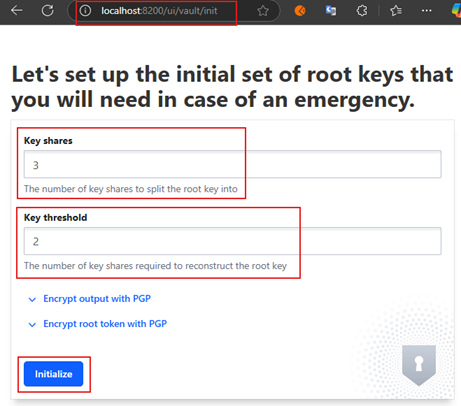 localhost:8200/ui/vault/init
Let's set up the initial set of root keys that
you will need in case of an emergency.
Key shares
3
The number of key shares to split the root key into
Key threshold
2
The number of key shares required to reconstruct the root key
Encrypt output with PGP
Encrypt root token with PGP
Initialize